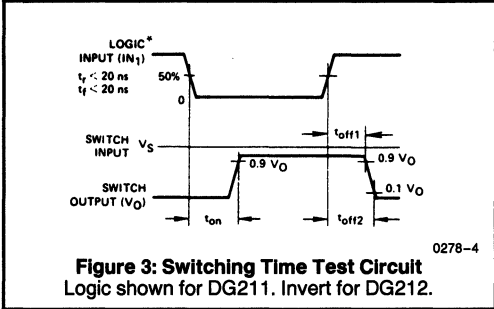 LOGIC*
INPUT (IN1)
tr < 20 ns
tf < 20 ns
50%
0
toff1
SWITCH
INPUT
VS
0.9 VO
0.9 VO
SWITCH
OUTPUT (VO)
0.1 VO
ton
toff2
0278–4
Figure 3: Switching Time Test Circuit
Logic shown for DG211. Invert for DG212.